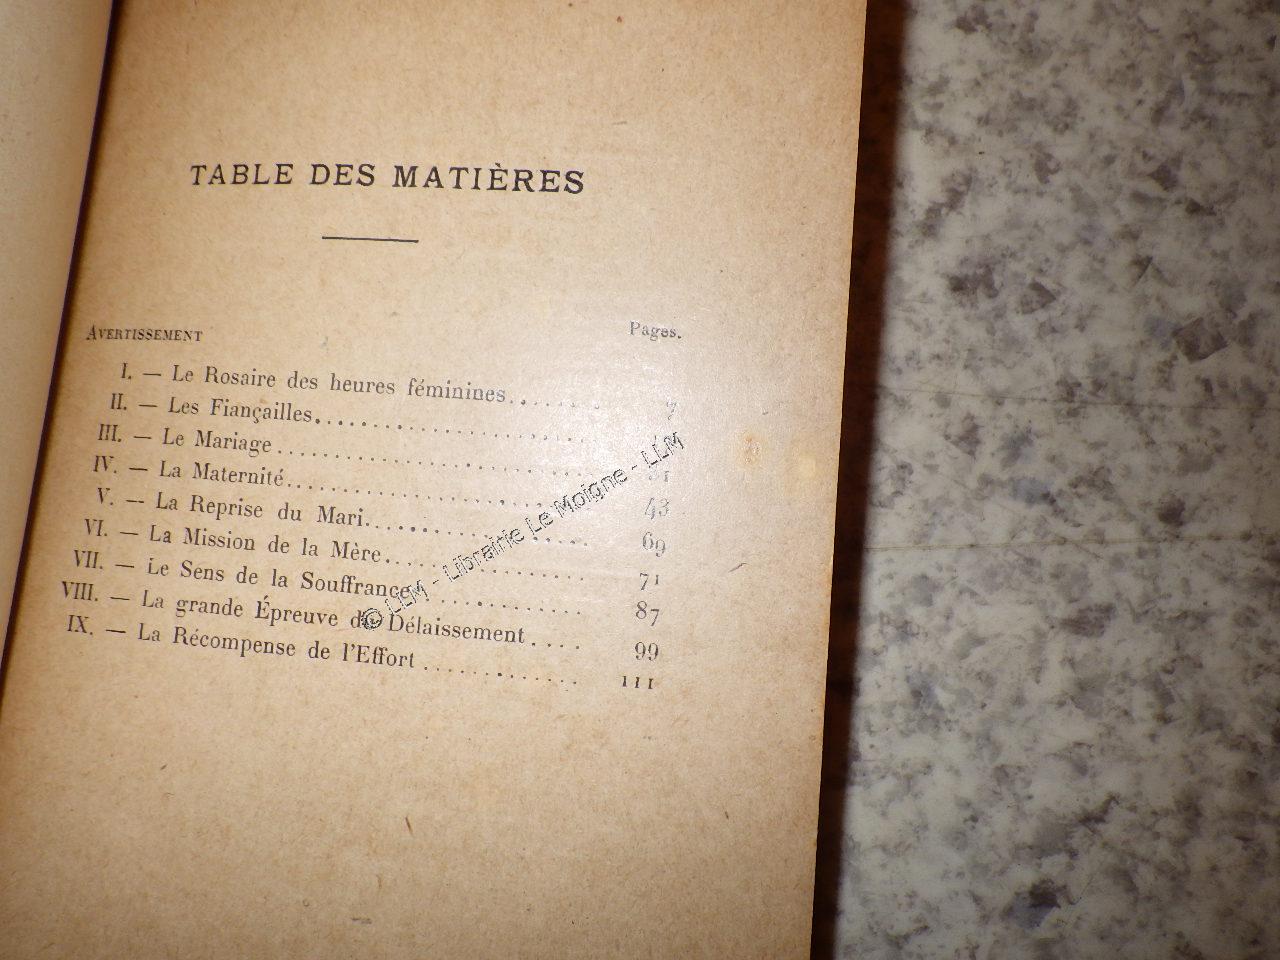 TABLE DES MATIÈRES
Pages.
AVERTISSEMENT
I. — Le Rosaire des heures féminines........ 7
II. — Les Fiançailles........................
III. — Le Mariage............................
IV. — La Maternité.......................... 43
V. — La Reprise du Mari..................... 69
VI. — La Mission de la Mère................. 71
VII. — Le Sens de la Souffrance............. 87
VIII. — La grande Épreuve du Délaissement.... 99
IX. — La Récompense de l'Effort............. 111
© LLM - Librairie Le Moigne - LLM